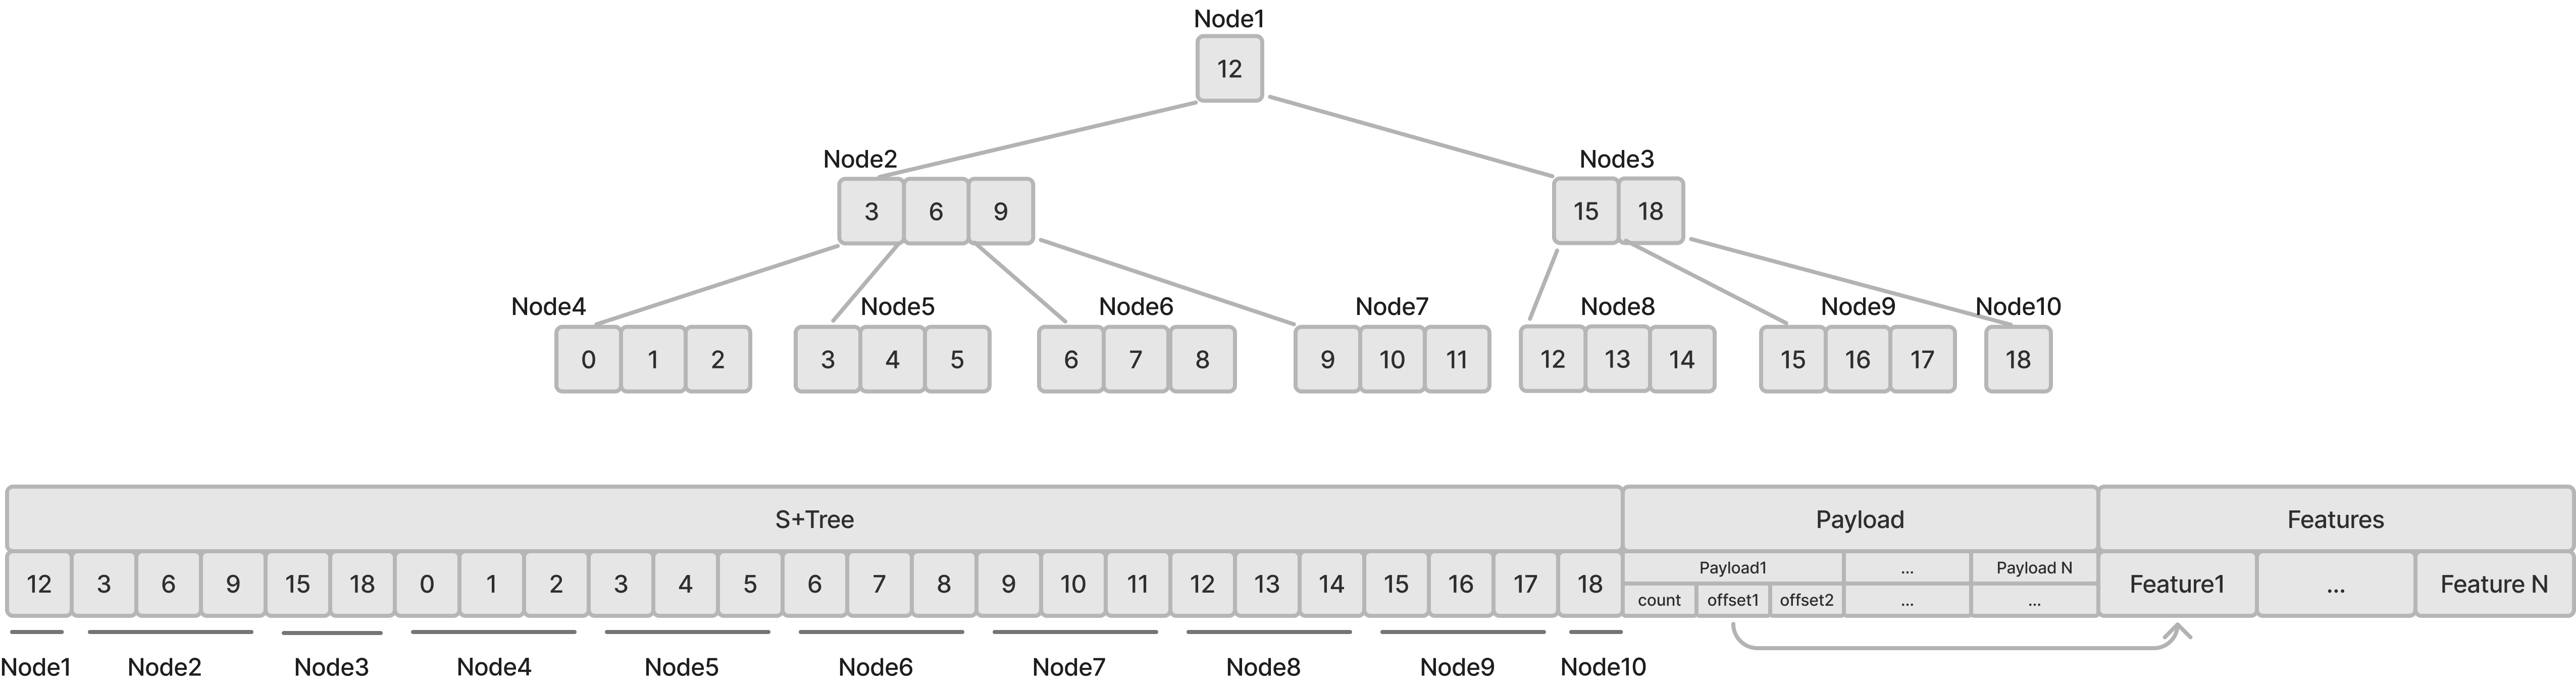 Node1
12
Node2 Node3
3 6 9 15 18
Node4 Node5 Node6 Node7 Node8 Node9 Node10
0 1 2 3 4 5 6 7 8 9 10 11 12 13 14 15 16 17 18
S+Tree Payload Features
12 3 6 9 15 18 0 1 2 3 4 5 6 7 8 9 10 11 12 13 14 15 16 17 18
Payload1 ... Payload N
count offset1 offset2 ... ...
Feature1 ... Feature N
Node1 Node2 Node3 Node4 Node5 Node6 Node7 Node8 Node9 Node10